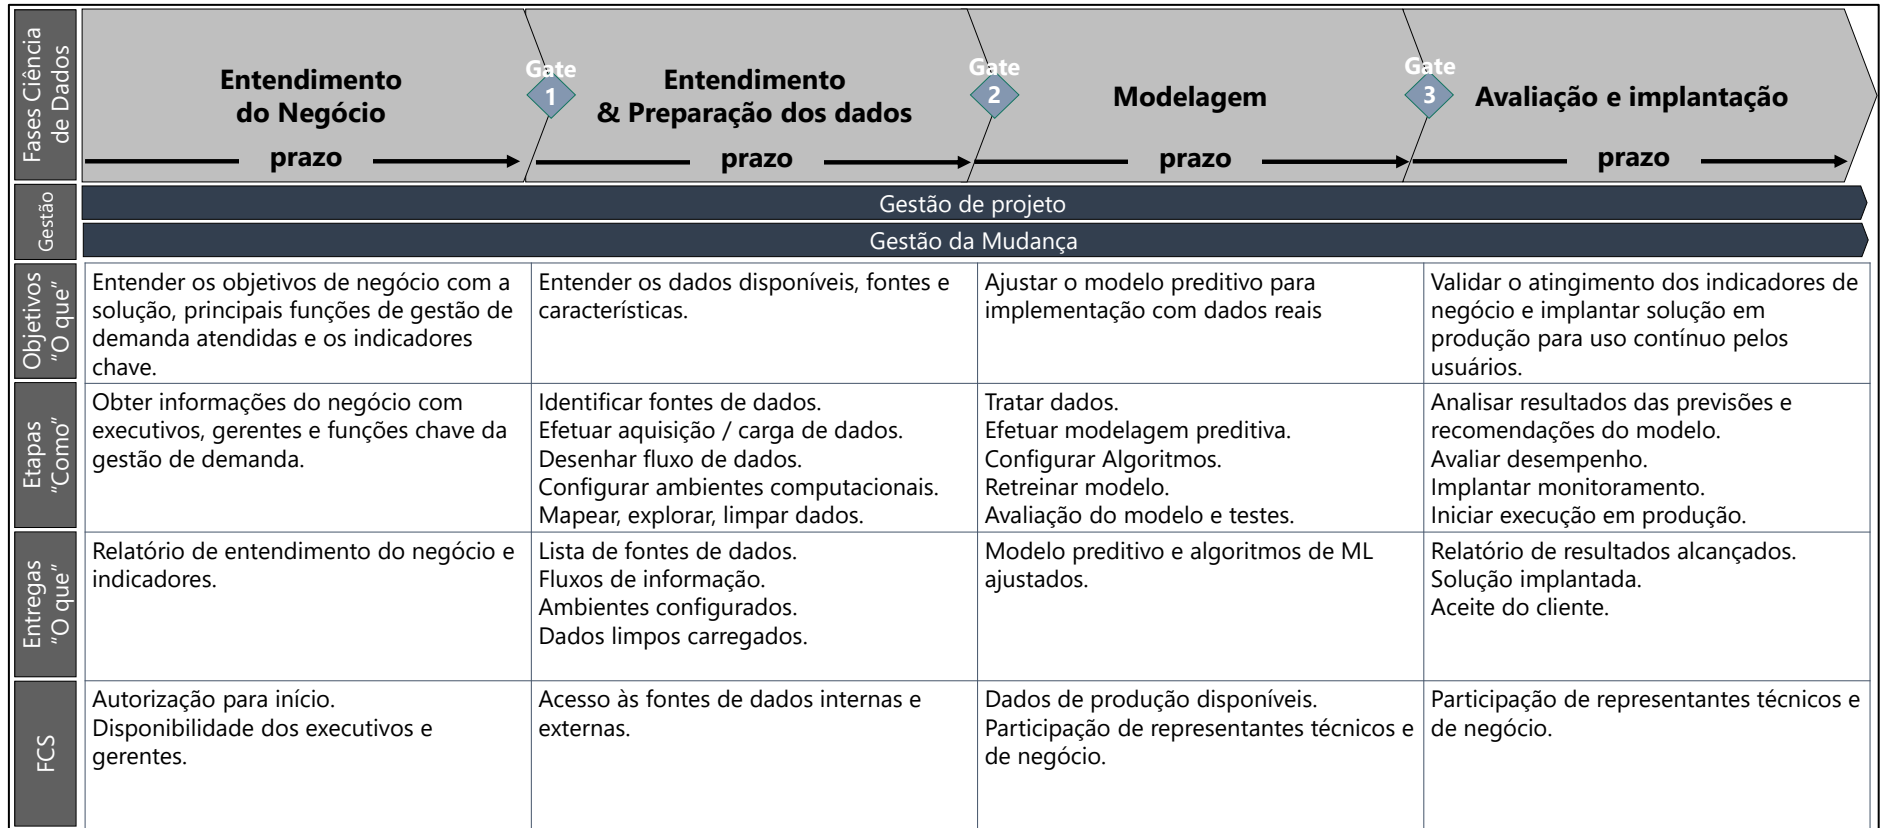 Fases Ciência
de Dados
Entendimento
do Negócio
Gate
1
Entendimento
& Preparação dos dados
Gate
2
Modelagem
Gate
3
Avaliação e implantação
prazo
prazo
prazo
prazo
Gestão
Gestão de projeto
Gestão da Mudança
Objetivos
“O que”
Entender os objetivos de negócio com a
solução, principais funções de gestão de
demanda atendidas e os indicadores
chave.
Entender os dados disponíveis, fontes e
características.
Ajustar o modelo preditivo para
implementação com dados reais
Validar o atingimento dos indicadores de
negócio e implantar solução em
produção para uso contínuo pelos
usuários.
Etapas
“Como”
Obter informações do negócio com
executivos, gerentes e funções chave da
gestão de demanda.
Identificar fontes de dados.
Efetuar aquisição / carga de dados.
Desenhar fluxo de dados.
Configurar ambientes computacionais.
Mapear, explorar, limpar dados.
Tratar dados.
Efetuar modelagem preditiva.
Configurar Algoritmos.
Retreinar modelo.
Avaliação do modelo e testes.
Analisar resultados das previsões e
recomendações do modelo.
Avaliar desempenho.
Implantar monitoramento.
Iniciar execução em produção.
Entregas
“O que”
Relatório de entendimento do negócio e
indicadores.
Lista de fontes de dados.
Fluxos de informação.
Ambientes configurados.
Dados limpos carregados.
Modelo preditivo e algoritmos de ML
ajustados.
Relatório de resultados alcançados.
Solução implantada.
Aceite do cliente.
FCS
Autorização para início.
Disponibilidade dos executivos e
gerentes.
Acesso às fontes de dados internas e
externas.
Dados de produção disponíveis.
Participação de representantes técnicos e
de negócio.
Participação de representantes técnicos e
de negócio.